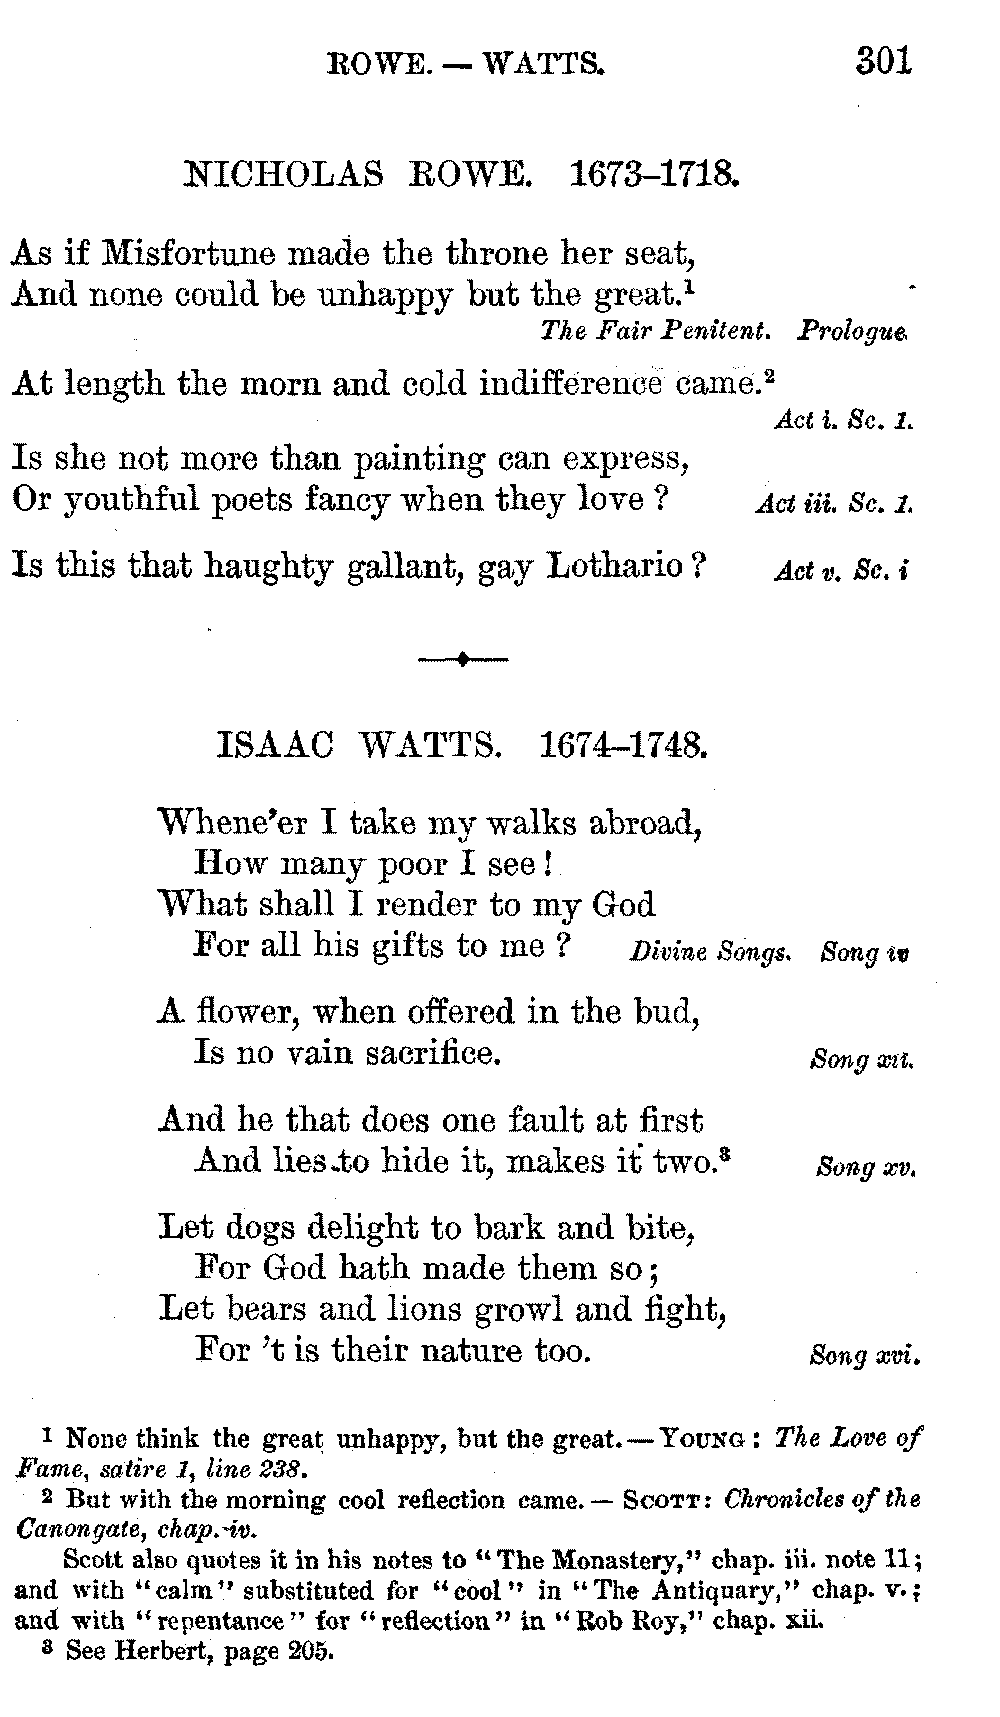 ROWE. — WATTS. 301
NICHOLAS ROWE. 1673–1718.
As if Misfortune made the throne her seat,
And none could be unhappy but the great.¹
The Fair Penitent. Prologue.
At length the morn and cold indifference came.²
Act i. Sc. 1.
Is she not more than painting can express,
Or youthful poets fancy when they love? Act iii. Sc. 1.
Is this that haughty gallant, gay Lothario? Act v. Sc. i
ISAAC WATTS. 1674–1748.
Whene'er I take my walks abroad,
How many poor I see!
What shall I render to my God
For all his gifts to me? Divine Songs. Song iv
A flower, when offered in the bud,
Is no vain sacrifice. Song xii.
And he that does one fault at first
And lies to hide it, makes it two.³ Song xv.
Let dogs delight to bark and bite,
For God hath made them so;
Let bears and lions growl and fight,
For 't is their nature too. Song xvi.
¹ None think the great unhappy, but the great.—YOUNG: The Love of
Fame, satire 1, line 238.
² But with the morning cool reflection came. — SCOTT: Chronicles of the
Canongate, chap. iv.
Scott also quotes it in his notes to "The Monastery," chap. iii. note 11;
and with "calm" substituted for "cool" in "The Antiquary," chap. v.;
and with "repentance" for "reflection" in "Rob Roy," chap. xii.
³ See Herbert, page 205.